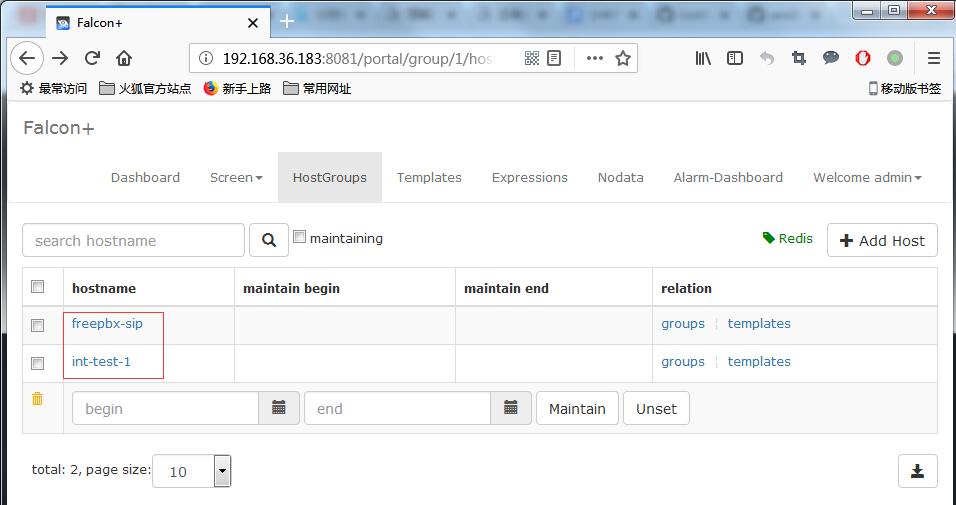 Falcon+
192.168.36.183:8081/portal/group/1/hos
最常访问 火狐官方站点 新手上路 常用网址 移动版书签
Falcon+
Dashboard Screen HostGroups Templates Expressions Nodata Alarm-Dashboard Welcome admin
search hostname maintaining Redis Add Host
hostname maintain begin maintain end relation
freepbx-sip groups templates
int-test-1 groups templates
begin end Maintain Unset
total: 2, page size: 10